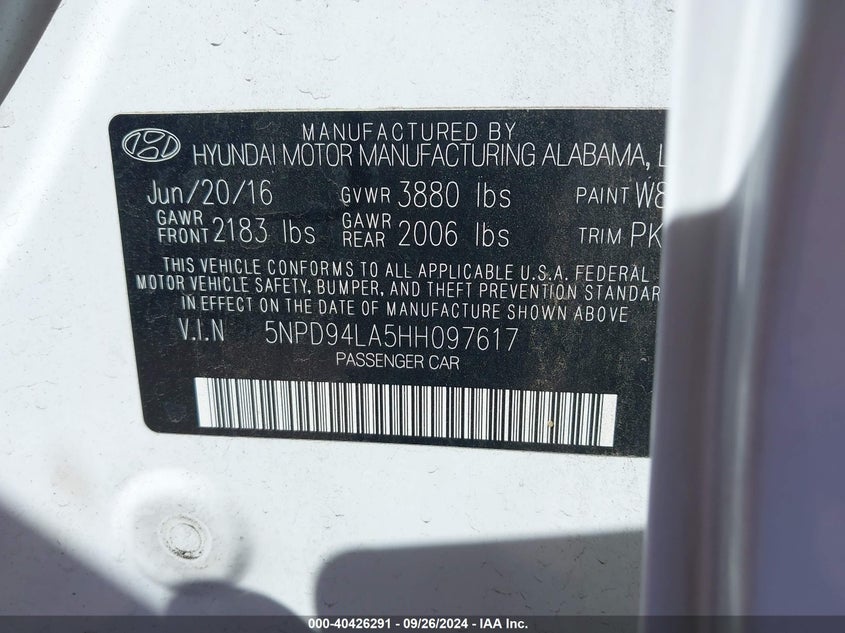 MANUFACTURED BY
HYUNDAI MOTOR MANUFACTURING ALABAMA, L
Jun/20/16 GVWR 3880 lbs PAINT W8
GAWR FRONT 2183 lbs GAWR REAR 2006 lbs TRIM PK
THIS VEHICLE CONFORMS TO ALL APPLICABLE U.S.A. FEDERAL
MOTOR VEHICLE SAFETY, BUMPER, AND THEFT PREVENTION STANDAR
IN EFFECT ON THE DATE OF MANUFACTURE SHOWN ABOVE
V.I.N 5NPD94LA5HH097617
PASSENGER CAR
000-40426291 - 09/26/2024 - IAA Inc.